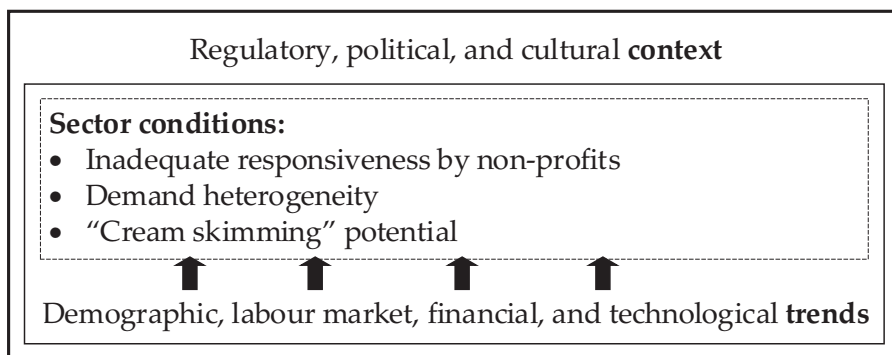 Regulatory, political, and cultural context
Sector conditions:
• Inadequate responsiveness by non-profits
• Demand heterogeneity
• “Cream skimming” potential
Demographic, labour market, financial, and technological trends